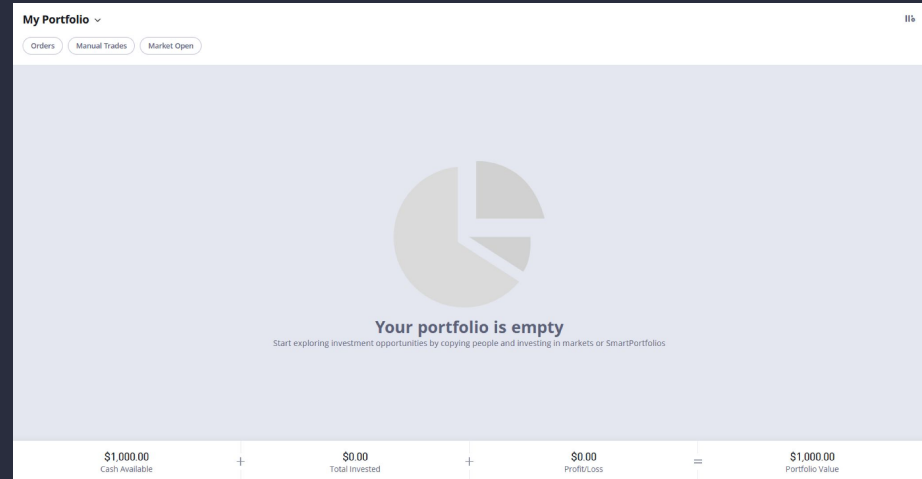 My Portfolio
Orders Manual Trades Market Open
Your portfolio is empty
Start exploring investment opportunities by copying people and investing in markets or SmartPortfolios
$1,000.00 + $0.00 + $0.00 = $1,000.00
Cash Available Total Invested Profit/Loss Portfolio Value